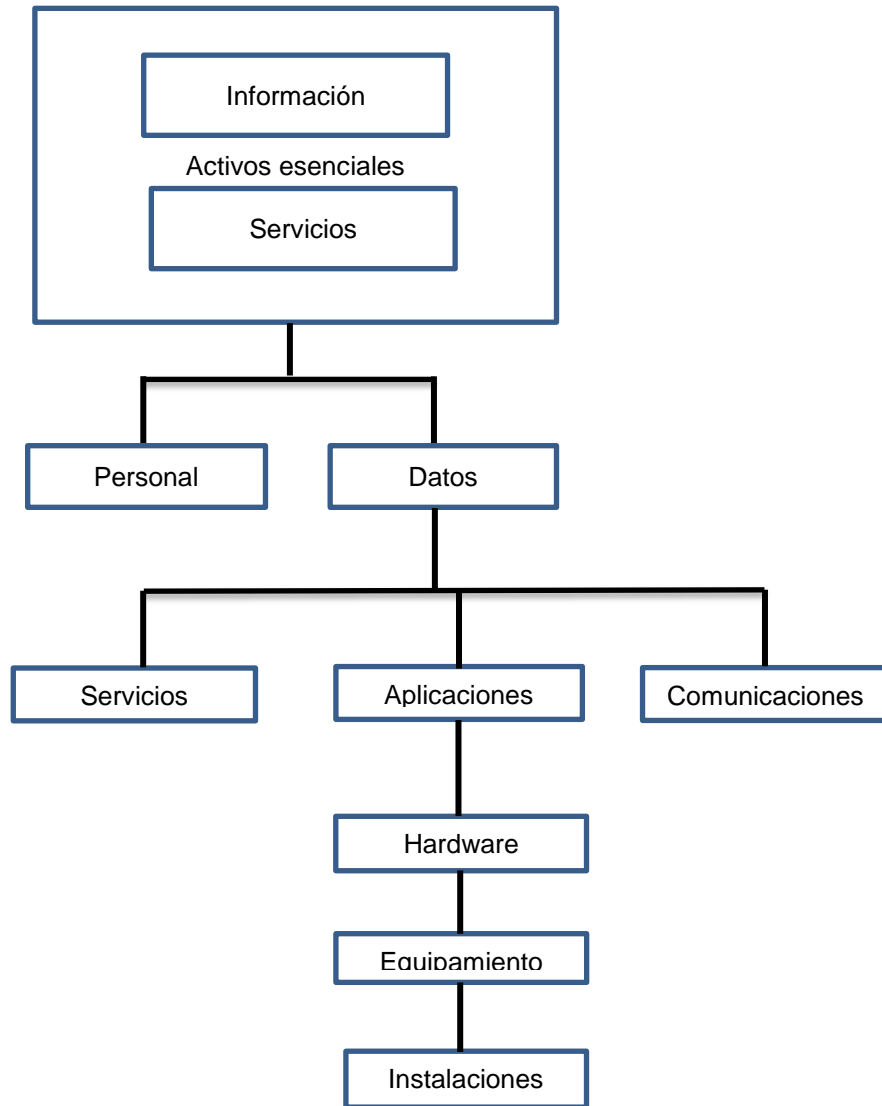 Información
Activos esenciales
Servicios
Personal
Datos
Servicios
Aplicaciones
Comunicaciones
Hardware
Equipamiento
Instalaciones